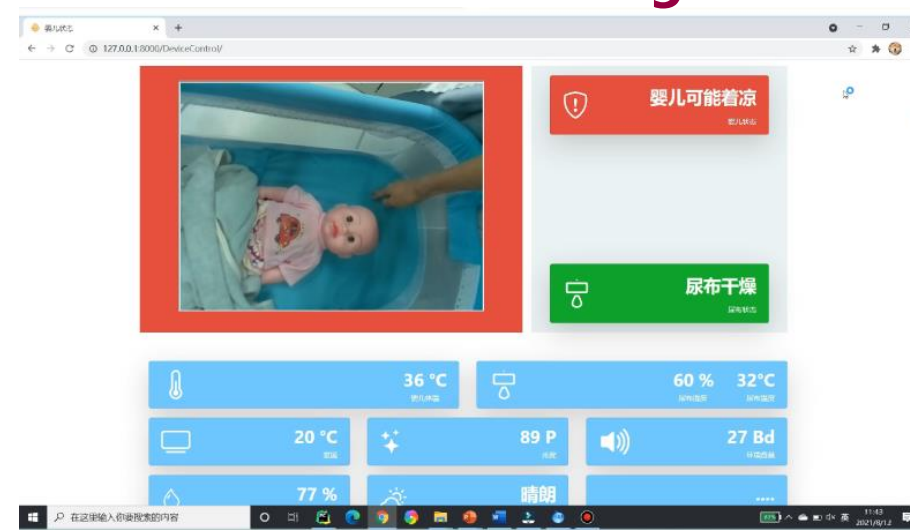 婴儿状态
127.0.0.1:8000/DeviceControl/
婴儿可能着凉
婴儿状态
尿布干燥
尿布状态
36 °C
婴儿体温
60 %
尿布湿度
32°C
尿布温度
20 °C
室温
89 P
27 Bd
环境音量
77 %
晴朗
....
在这里输入你要搜索的内容
英
11:43
2021/8/12